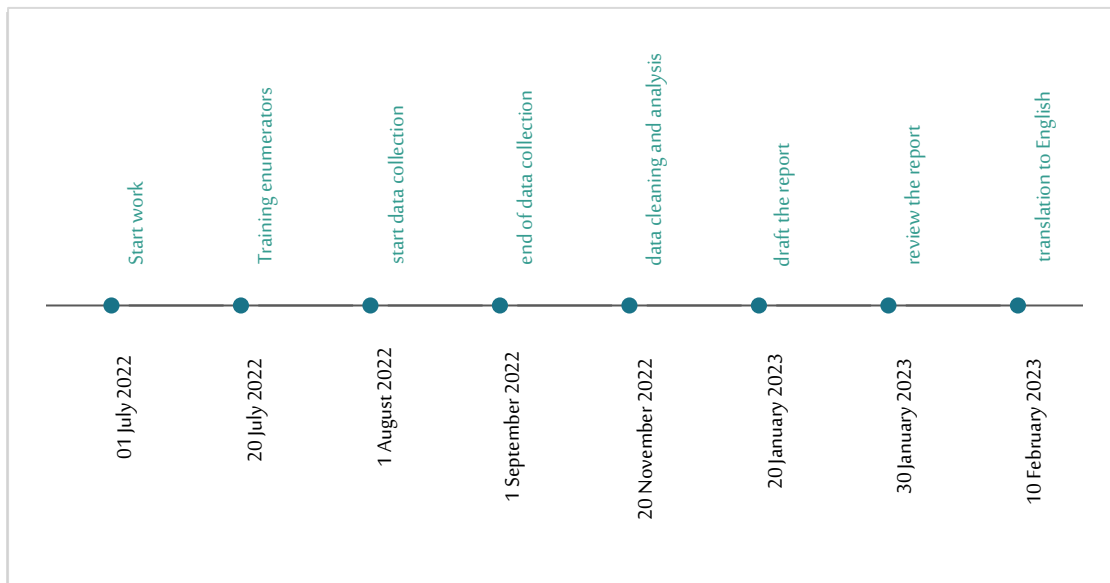 Start work
Training enumerators
start data collection
end of data collection
data cleaning and analysis
draft the report
review the report
translation to English
01 July 2022
20 July 2022
1 August 2022
1 September 2022
20 November 2022
20 January 2023
30 January 2023
10 February 2023